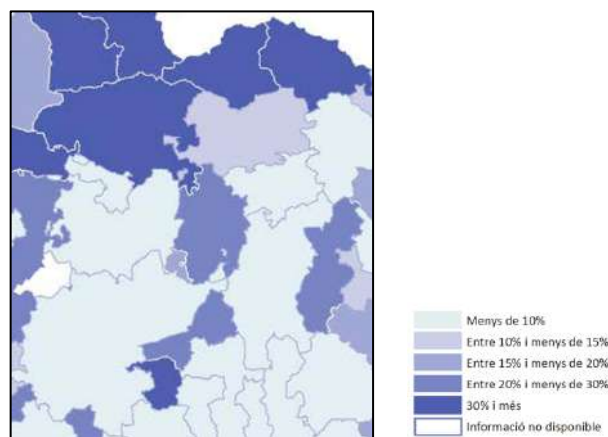 Menys de 10%
Entre 10% i menys de 15%
Entre 15% i menys de 20%
Entre 20% i menys de 30%
30% i més
Informació no disponible